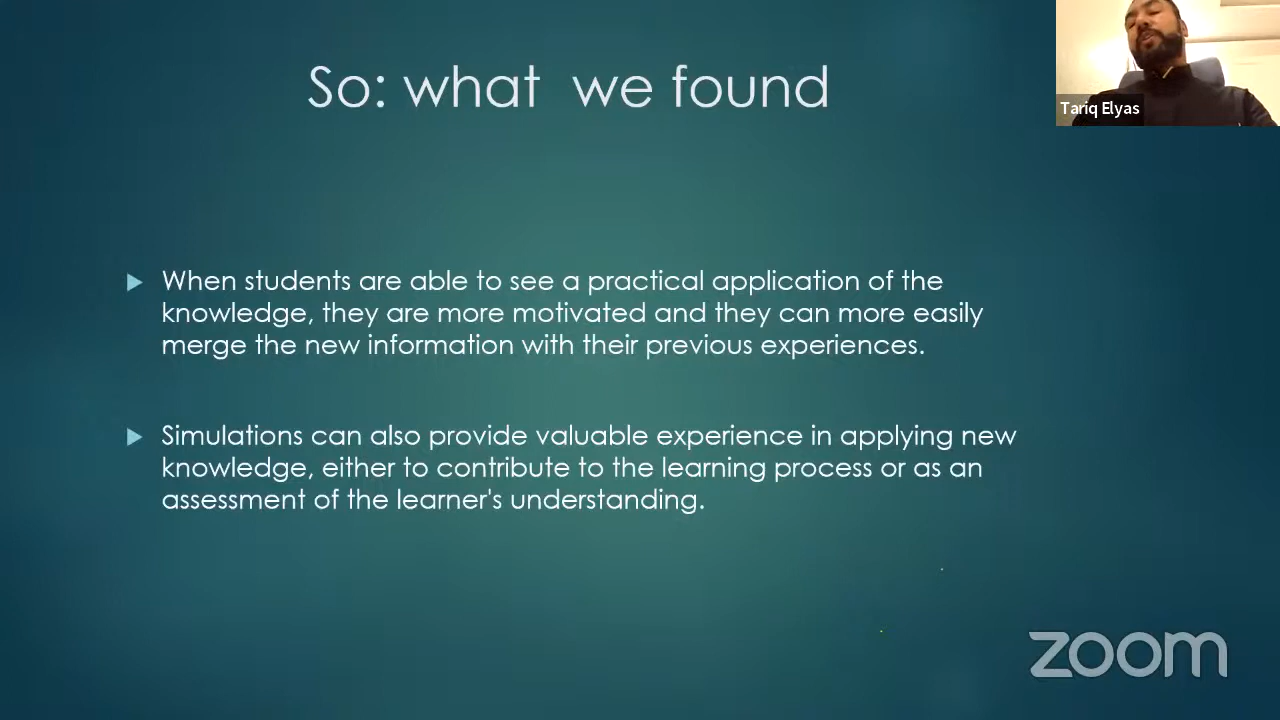 So: what  we found
Tariq Elyas
When students are able to see a practical application of the
knowledge, they are more motivated and they can more easily
merge the new information with their previous experiences.
Simulations can also provide valuable experience in applying new
knowledge, either to contribute to the learning process or as an
assessment of the learner's understanding.
zoom